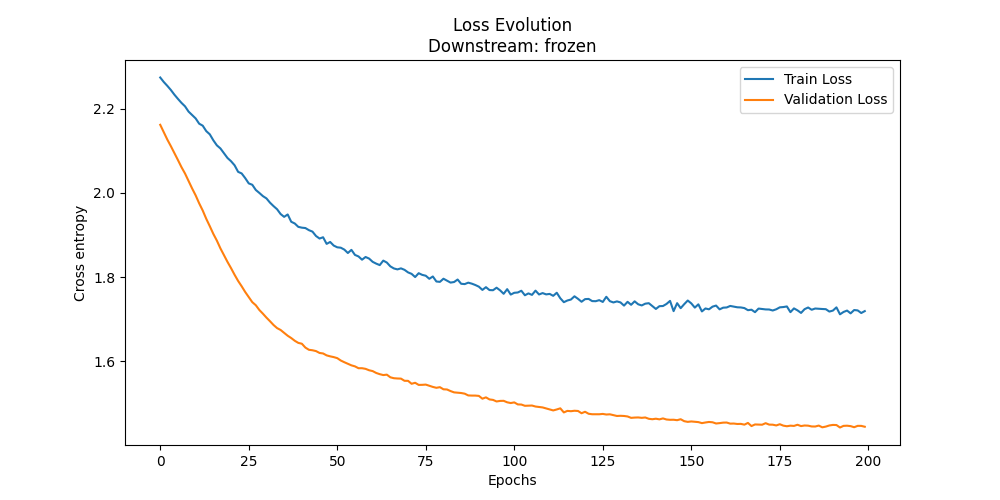 Loss Evolution
Downstream: frozen
Train Loss
Validation Loss
Cross entropy
2.2
2.0
1.8
1.6
0
25
50
75
100
125
150
175
200
Epochs